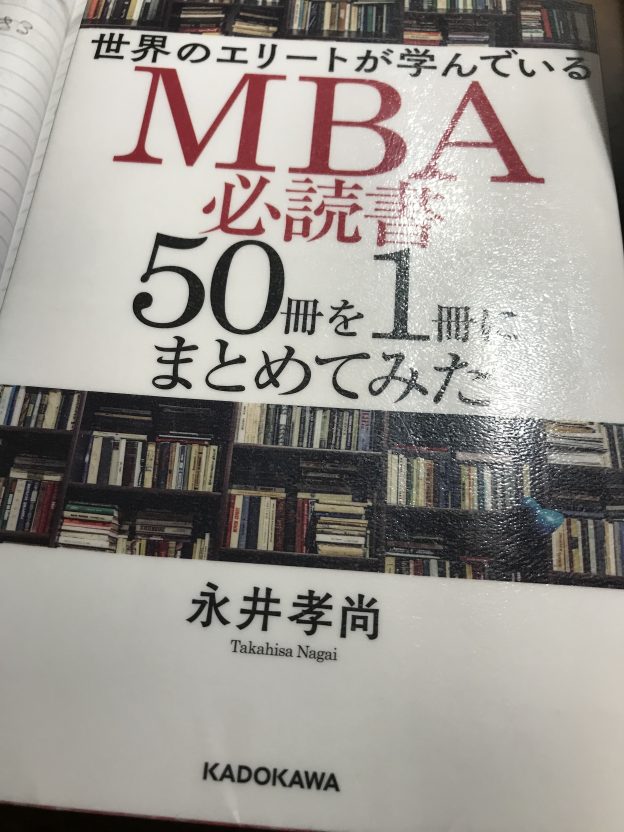 世界のエリートが学んでいる
MBA
必読書
50冊を1冊に
まとめてみた
永井孝尚
Takahisa Nagai
KADOKAWA